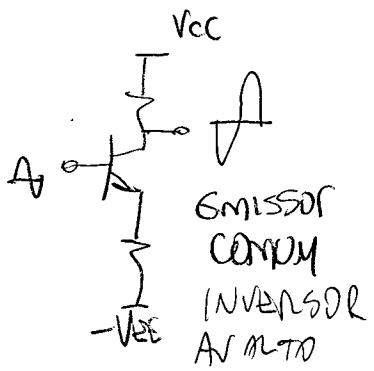 VCC
EMISSOR
COMUM
INVERSOR
AV ALTO
-VEE